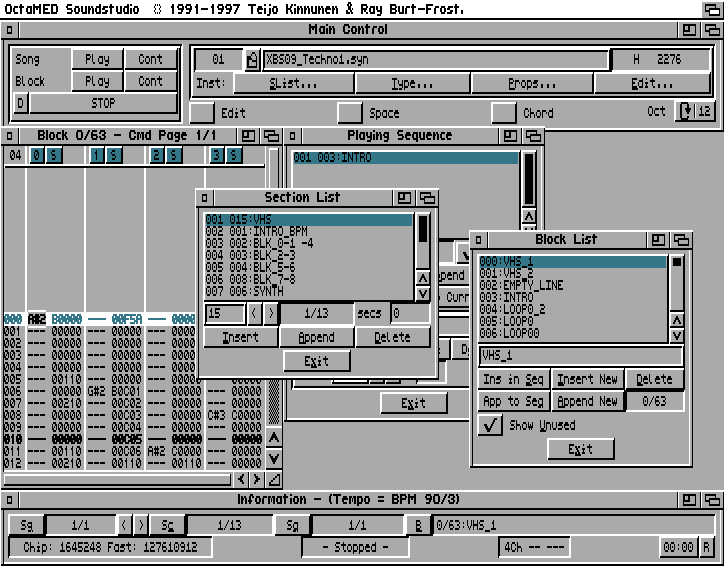 OctaMED Soundstudio © 1991-1997 Teijo Kinnunen & Ray Burt-Frost.
Main Control
Song Play Cont
Block Play Cont
D STOP
01 XBS09_Techno1.syn H 2276
Inst: SList... Type... Props... Edit...
Edit Space Chord Oct 12
Block 0/63 - Cmd Page 1/1
04 0 S 1 S 2 S 3 S
000 A#2 B0000 --- 00F5A --- 0000
001 --- 00000 --- 00000 --- 0000
002 --- 00000 --- 00000 --- 0000
003 --- 00000 --- 00000 --- 0000
004 --- 00000 --- 00000 --- 0000
005 --- 00110 --- 00000 --- 0000
006 --- 00000 G#2 B0C01 --- 00000 --- 00000
007 --- 00210 --- 00C02 --- 00000 --- 00000
008 --- 00000 --- 00C03 --- 00000 C#3 C0000
009 --- 00000 --- 00C04 --- 00000 --- 00000
010 --- 00000 --- 00C05 --- 00000 --- 00000
011 --- 00110 --- 00C06 A#2 C0000 --- 00000
012 --- 00210 --- 00110 --- 00110 --- 00000
Playing Sequence
001 003:INTRO
Exit
Section List
001 015:VHS
002 001:INTRO_BPM
003 002:BLK_0-1 -4
004 003:BLK_2-3
005 004:BLK_5-6
006 008:BLK_7-8
007 006:SYNTH
15 < > 1/13 secs 0
Insert Append Delete
Exit
Block List
000:VHS_1
001:VHS_2
002:EMPTY_LINE
003:INTRO
004:LOOP0_2
005:LOOP0
006:LOOP00
VHS_1
Ins in Seq Insert New Delete
App to Seq Append New 0/63
Show Unused
Exit
Information - (Tempo = BPM 90/3)
Sg 1/1 < > Sc 1/13 Sq 1/1 B 0/63:VHS_1
Chip: 1645248 Fast: 127610912 - Stopped - 4Ch -- --- 00:00 R